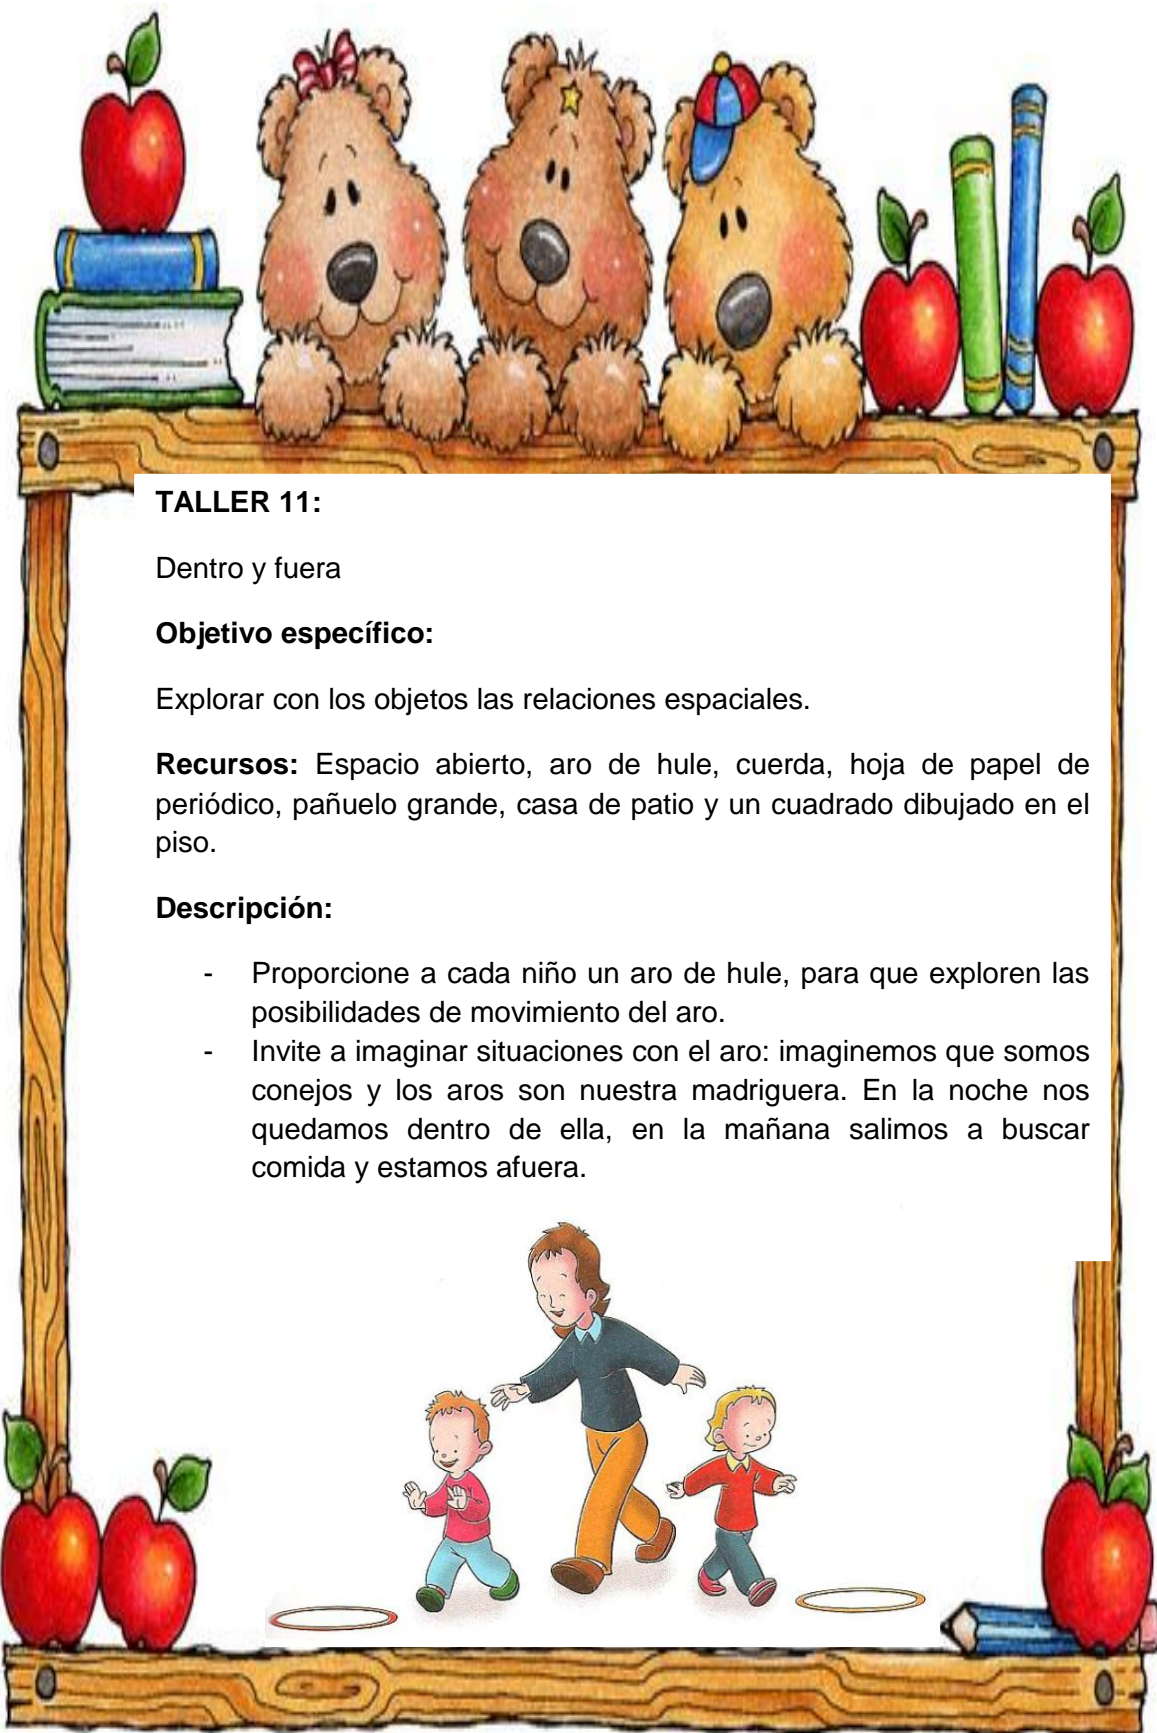 TALLER 11:
Dentro y fuera
Objetivo específico:
Explorar con los objetos las relaciones espaciales.
Recursos: Espacio abierto, aro de hule, cuerda, hoja de papel de
periódico, pañuelo grande, casa de patio y un cuadrado dibujado en el
piso.
Descripción:
- Proporcione a cada niño un aro de hule, para que exploren las
posibilidades de movimiento del aro.
- Invite a imaginar situaciones con el aro: imaginemos que somos
conejos y los aros son nuestra madriguera. En la noche nos
quedamos dentro de ella, en la mañana salimos a buscar
comida y estamos afuera.